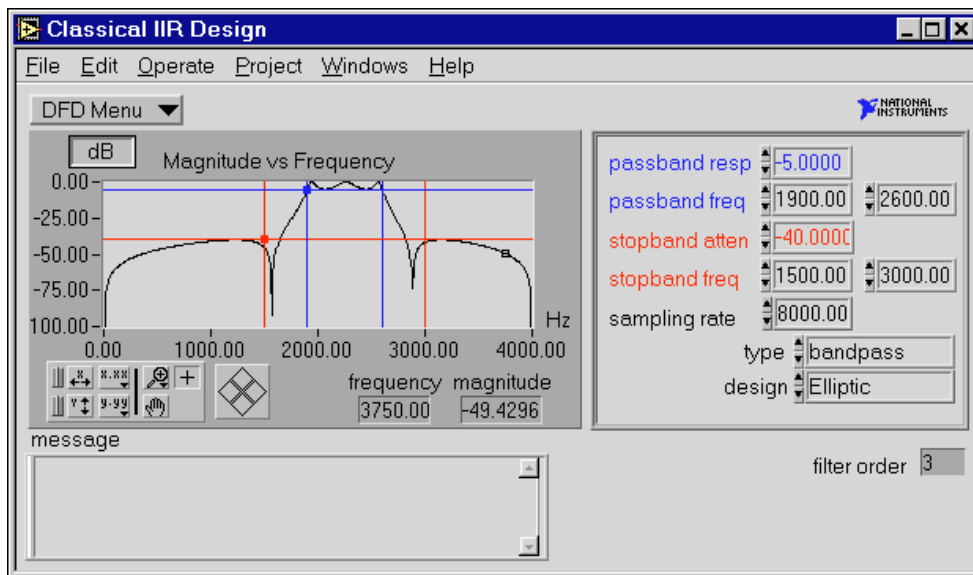 Classical IIR Design
File Edit Operate Project Windows Help
DFD Menu
NATIONAL
INSTRUMENTS
dB
Magnitude vs Frequency
0.00
-25.00
-50.00
-75.00
100.00
Hz
0.00 1000.00 2000.00 3000.00 4000.00
X x.xx
Y y.yy
frequency magnitude
3750.00 -49.4296
passband resp -5.0000
passband freq 1900.00 2600.00
stopband atten -40.0000
stopband freq 1500.00 3000.00
sampling rate 8000.00
type bandpass
design Elliptic
message
filter order 3